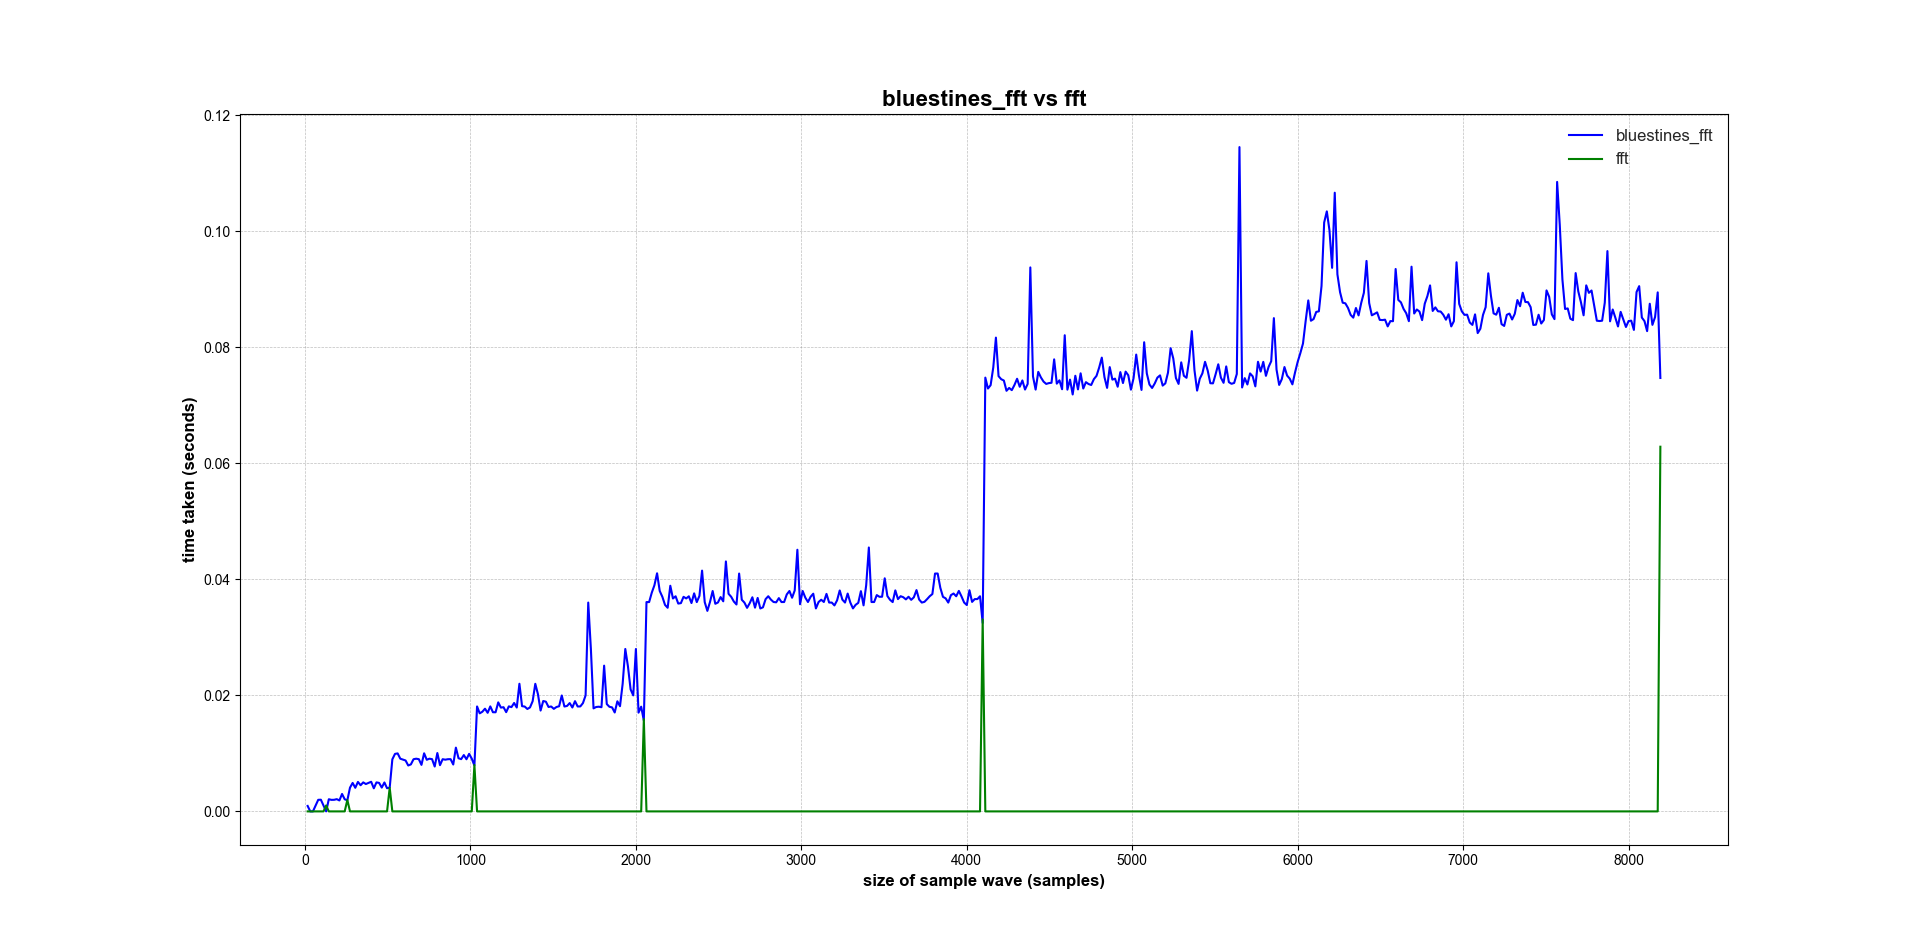 bluestines_fft vs fft
bluestines_fft
fft
time taken (seconds)
0.12
0.10
0.08
0.06
0.04
0.02
0.00
0 1000 2000 3000 4000 5000 6000 7000 8000
size of sample wave (samples)